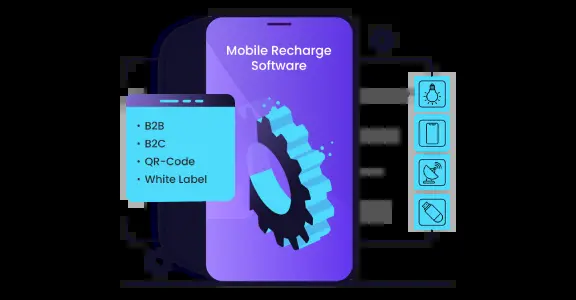 Mobile Recharge
Software
• B2B
• B2C
• QR-Code
• White Label